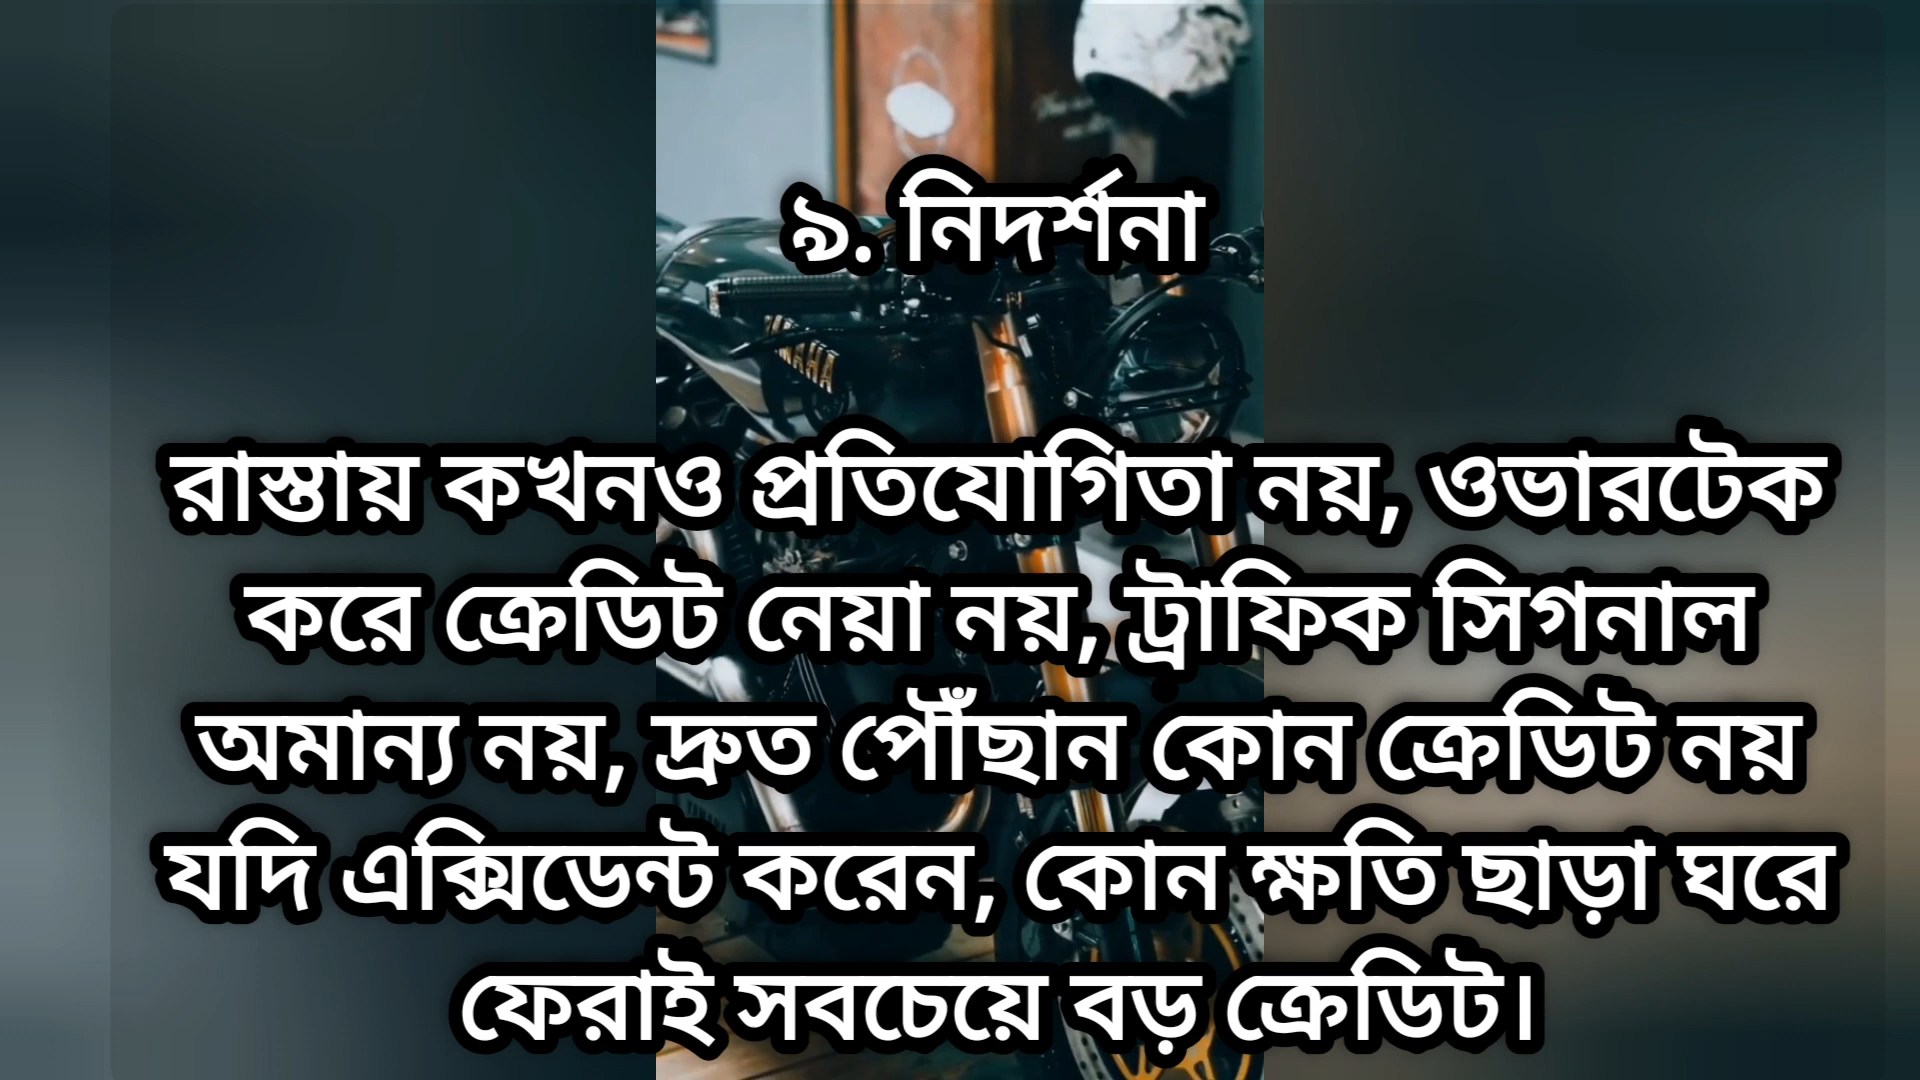 ৯. নিদর্শনা
রাস্তায় কখনও প্রতিযোগিতা নয়, ওভারটেক
করে ক্রেডিট নেয়া নয়, ট্রাফিক সিগনাল
অমান্য নয়, দ্রুত পৌঁছান কোন ক্রেডিট নয়
যদি এক্সিডেন্ট করেন, কোন ক্ষতি ছাড়া ঘরে
ফেরাই সবচেয়ে বড় ক্রেডিট।